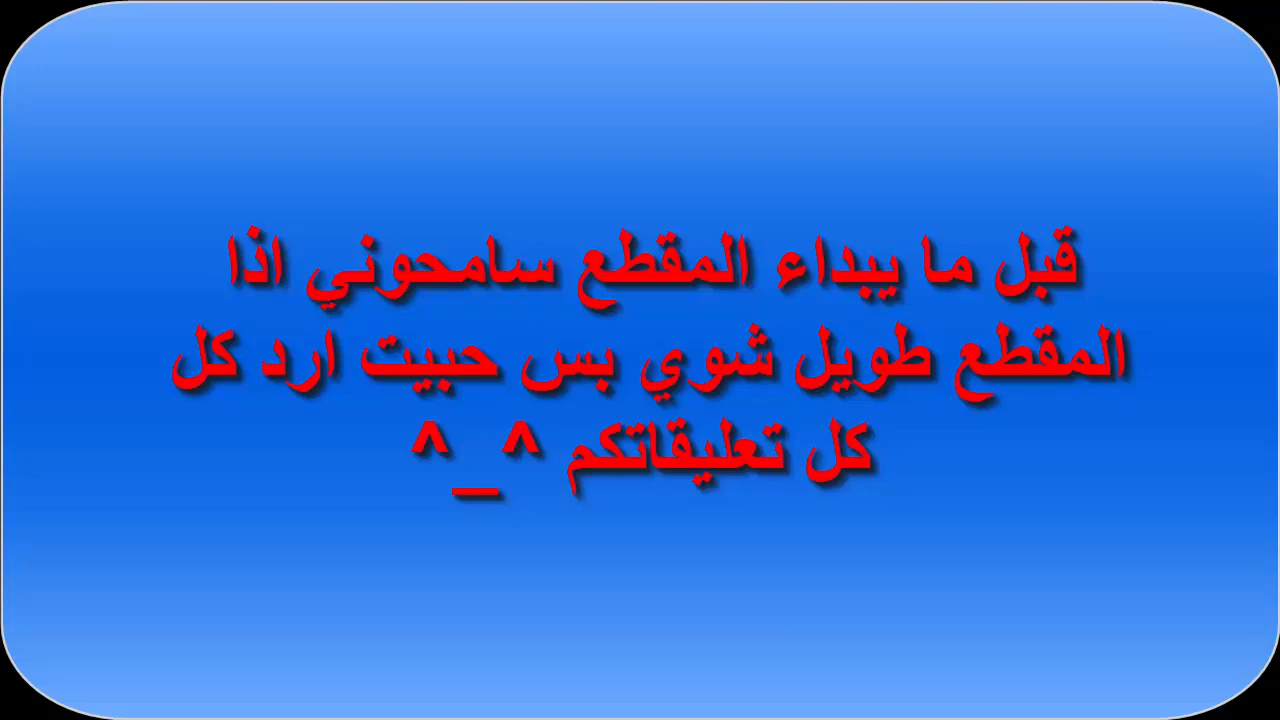 قبل ما يبداء المقطع سامحوني اذا
المقطع طويل شوي بس حبيت ارد كل
كل تعليقاتكم ^_^